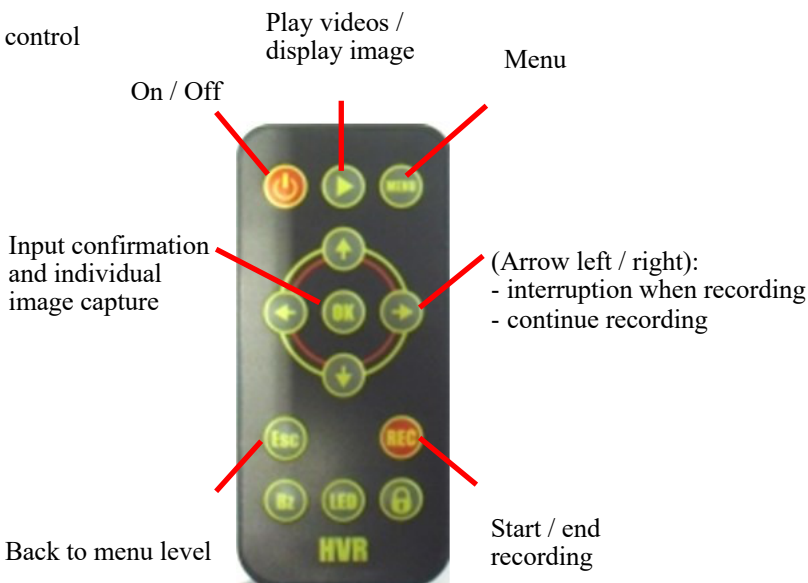 control
Play videos /
display image
Menu
On / Off
MENU
Input confirmation
and individual
image capture
OK
(Arrow left / right):
- interruption when recording
- continue recording
Esc
REC
Hz
LED
Back to menu level
HVR
Start / end
recording